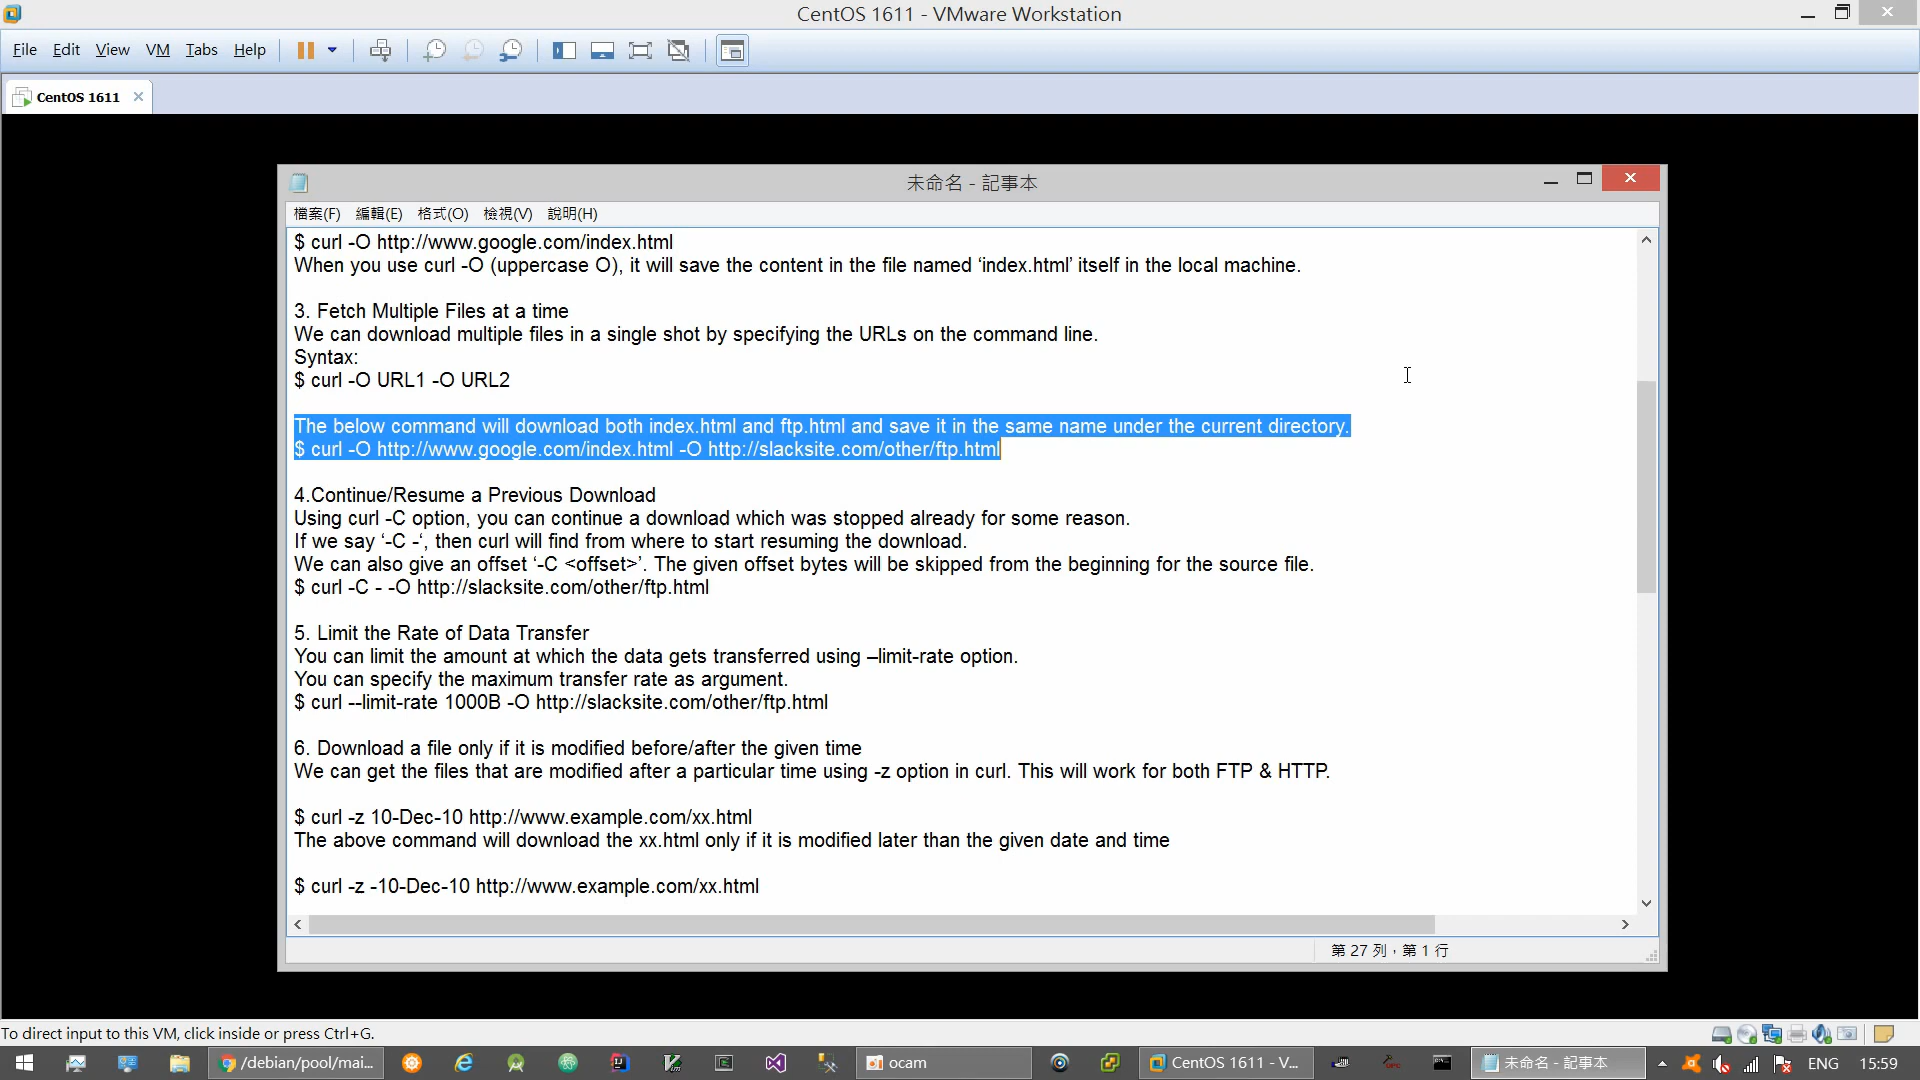 CentOS 1611 - VMware Workstation
File Edit View VM Tabs Help
CentOS 1611
未命名 - 記事本
檔案(F) 編輯(E) 格式(O) 檢視(V) 說明(H)
$ curl -O http://www.google.com/index.html
When you use curl -O (uppercase O), it will save the content in the file named ‘index.html’ itself in the local machine.
3. Fetch Multiple Files at a time
We can download multiple files in a single shot by specifying the URLs on the command line.
Syntax:
$ curl -O URL1 -O URL2
The below command will download both index.html and ftp.html and save it in the same name under the current directory.
$ curl -O http://www.google.com/index.html -O http://slacksite.com/other/ftp.html
4.Continue/Resume a Previous Download
Using curl -C option, you can continue a download which was stopped already for some reason.
If we say ‘-C -‘, then curl will find from where to start resuming the download.
We can also give an offset ‘-C <offset>’. The given offset bytes will be skipped from the beginning for the source file.
$ curl -C - -O http://slacksite.com/other/ftp.html
5. Limit the Rate of Data Transfer
You can limit the amount at which the data gets transferred using –limit-rate option.
You can specify the maximum transfer rate as argument.
$ curl --limit-rate 1000B -O http://slacksite.com/other/ftp.html
6. Download a file only if it is modified before/after the given time
We can get the files that are modified after a particular time using -z option in curl. This will work for both FTP & HTTP.
$ curl -z 10-Dec-10 http://www.example.com/xx.html
The above command will download the xx.html only if it is modified later than the given date and time
$ curl -z -10-Dec-10 http://www.example.com/xx.html
第 27 列，第 1 行
To direct input to this VM, click inside or press Ctrl+G.
/debian/pool/mai... ocam CentOS 1611 - V... 未命名 - 記事本 ENG 15:59